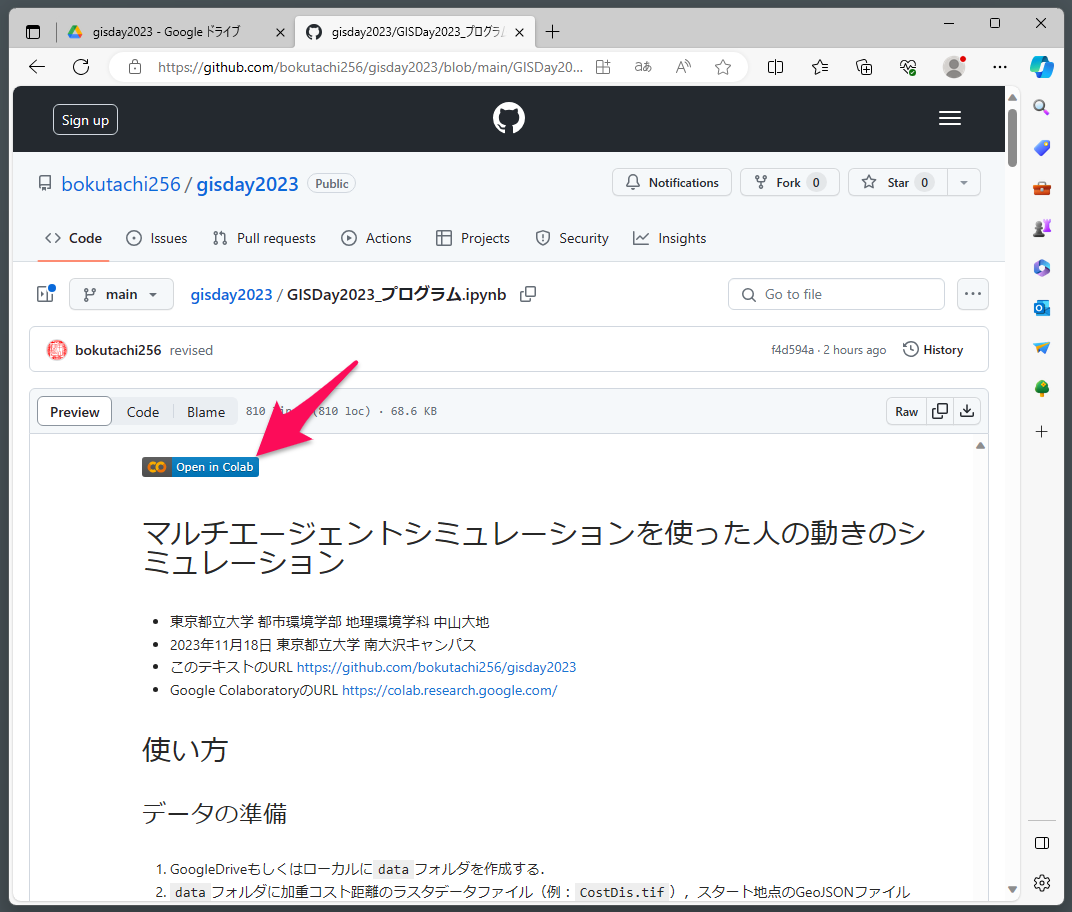 gisday2023 - Google ドライブ
gisday2023/GISDay2023_プログラム
https://github.com/bokutachi256/gisday2023/blob/main/GISDay20...
aあ
A
Sign up
bokutachi256 / gisday2023
Public
Notifications
Fork 0
Star 0
Code
Issues
Pull requests
Actions
Projects
Security
Insights
main
gisday2023 / GISDay2023_プログラム.ipynb
Go to file
bokutachi256 revised
f4d594a · 2 hours ago
History
Preview
Code
Blame
810 (810 loc) · 68.6 KB
Raw
Open in Colab
マルチエージェントシミュレーションを使った人の動きのシ
ミュレーション
東京都立大学 都市環境学部 地理環境学科 中山大地
2023年11月18日 東京都立大学 南大沢キャンパス
このテキストのURL https://github.com/bokutachi256/gisday2023
Google ColaboratoryのURL https://colab.research.google.com/
使い方
データの準備
1. GoogleDriveもしくはローカルに data フォルダを作成する．
2. data フォルダに加重コスト距離のラスタデータファイル（例： CostDis.tif ），スタート地点のGeoJSONファイル